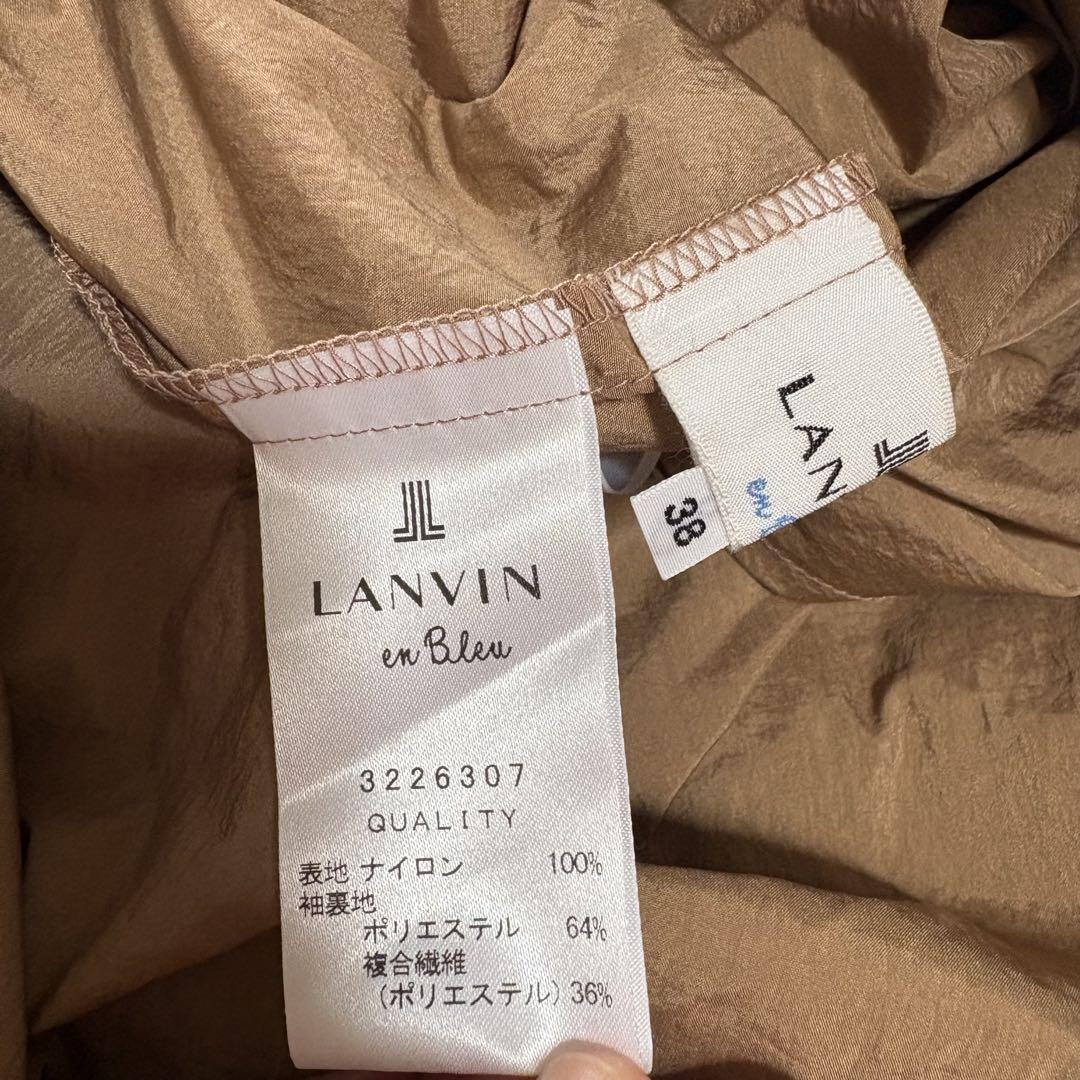 LANVIN
en Bleu
3226307
QUALITY
表地 ナイロン 100%
袖裏地
ポリエステル 64%
複合繊維
(ポリエステル) 36%
LAN
en
38